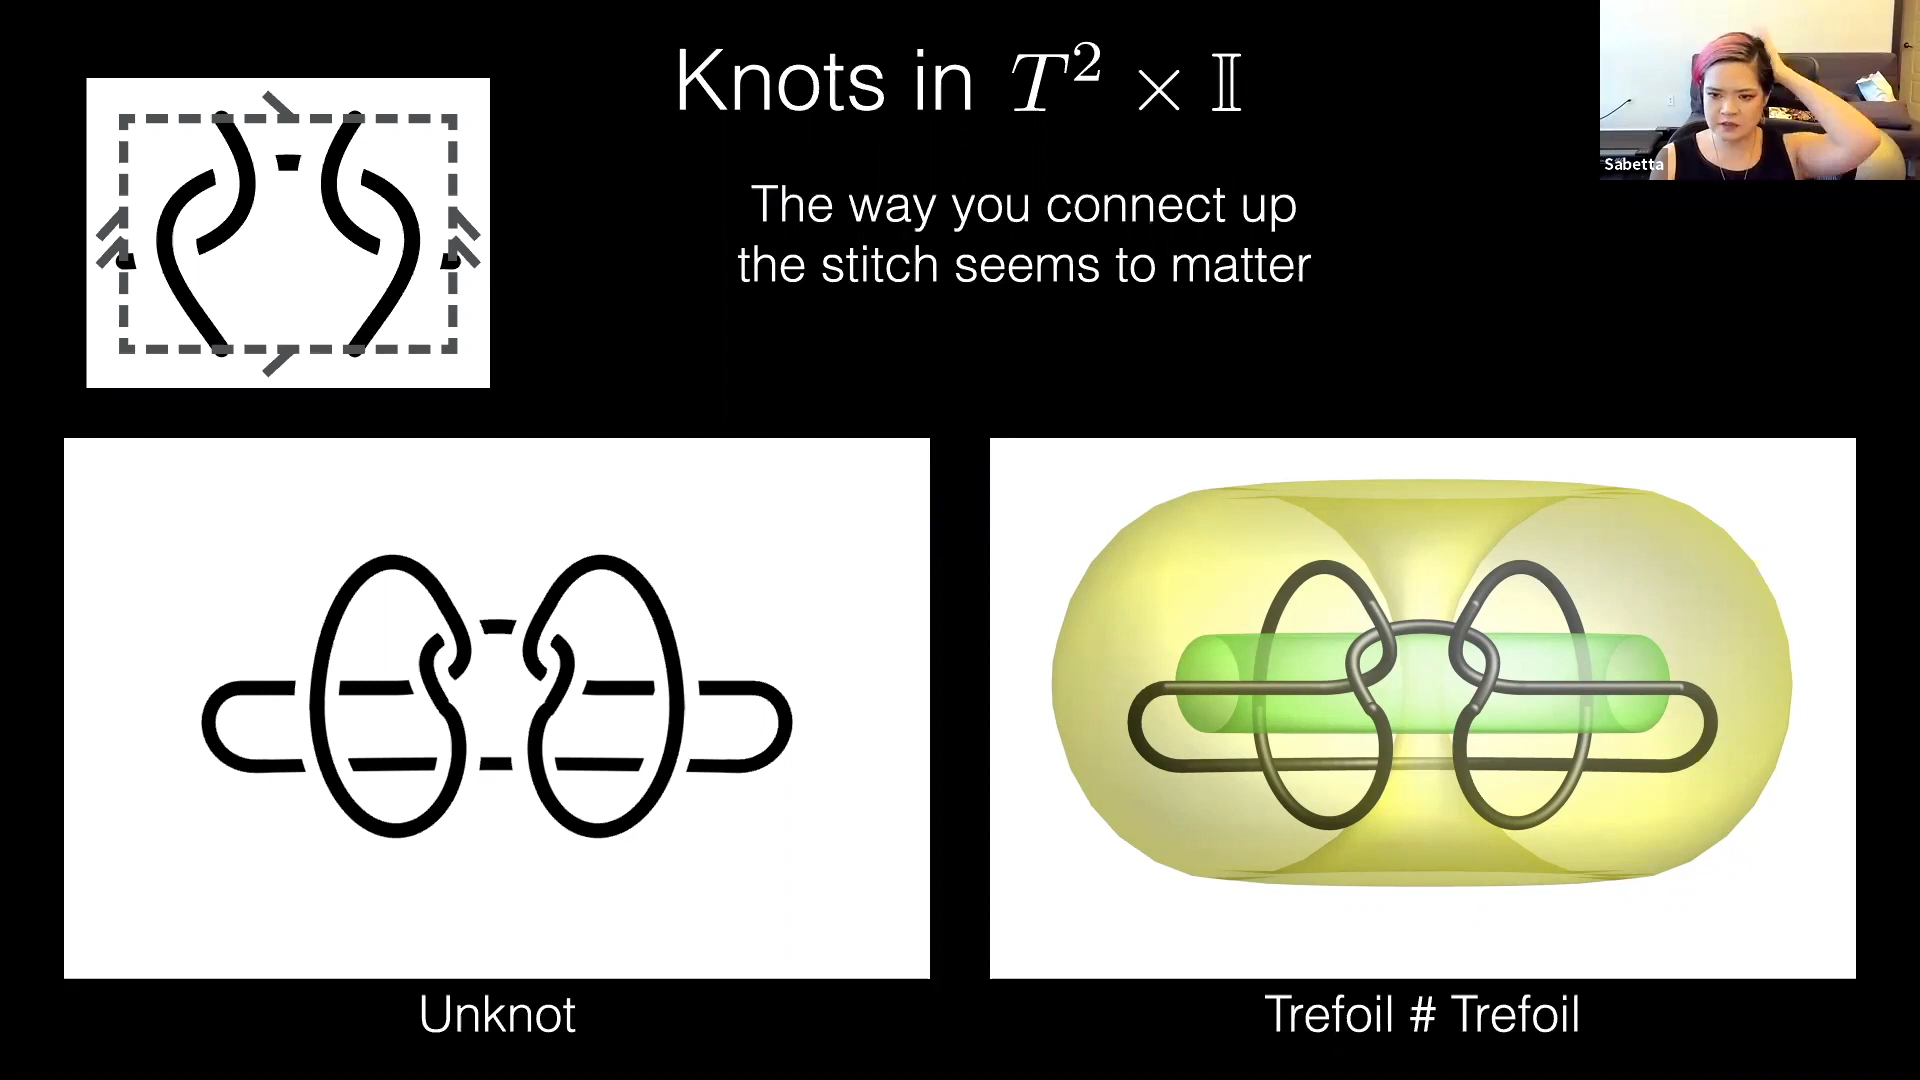 Knots in T² × 𝕀
Sabetta
The way you connect up
the stitch seems to matter
Unknot
Trefoil # Trefoil